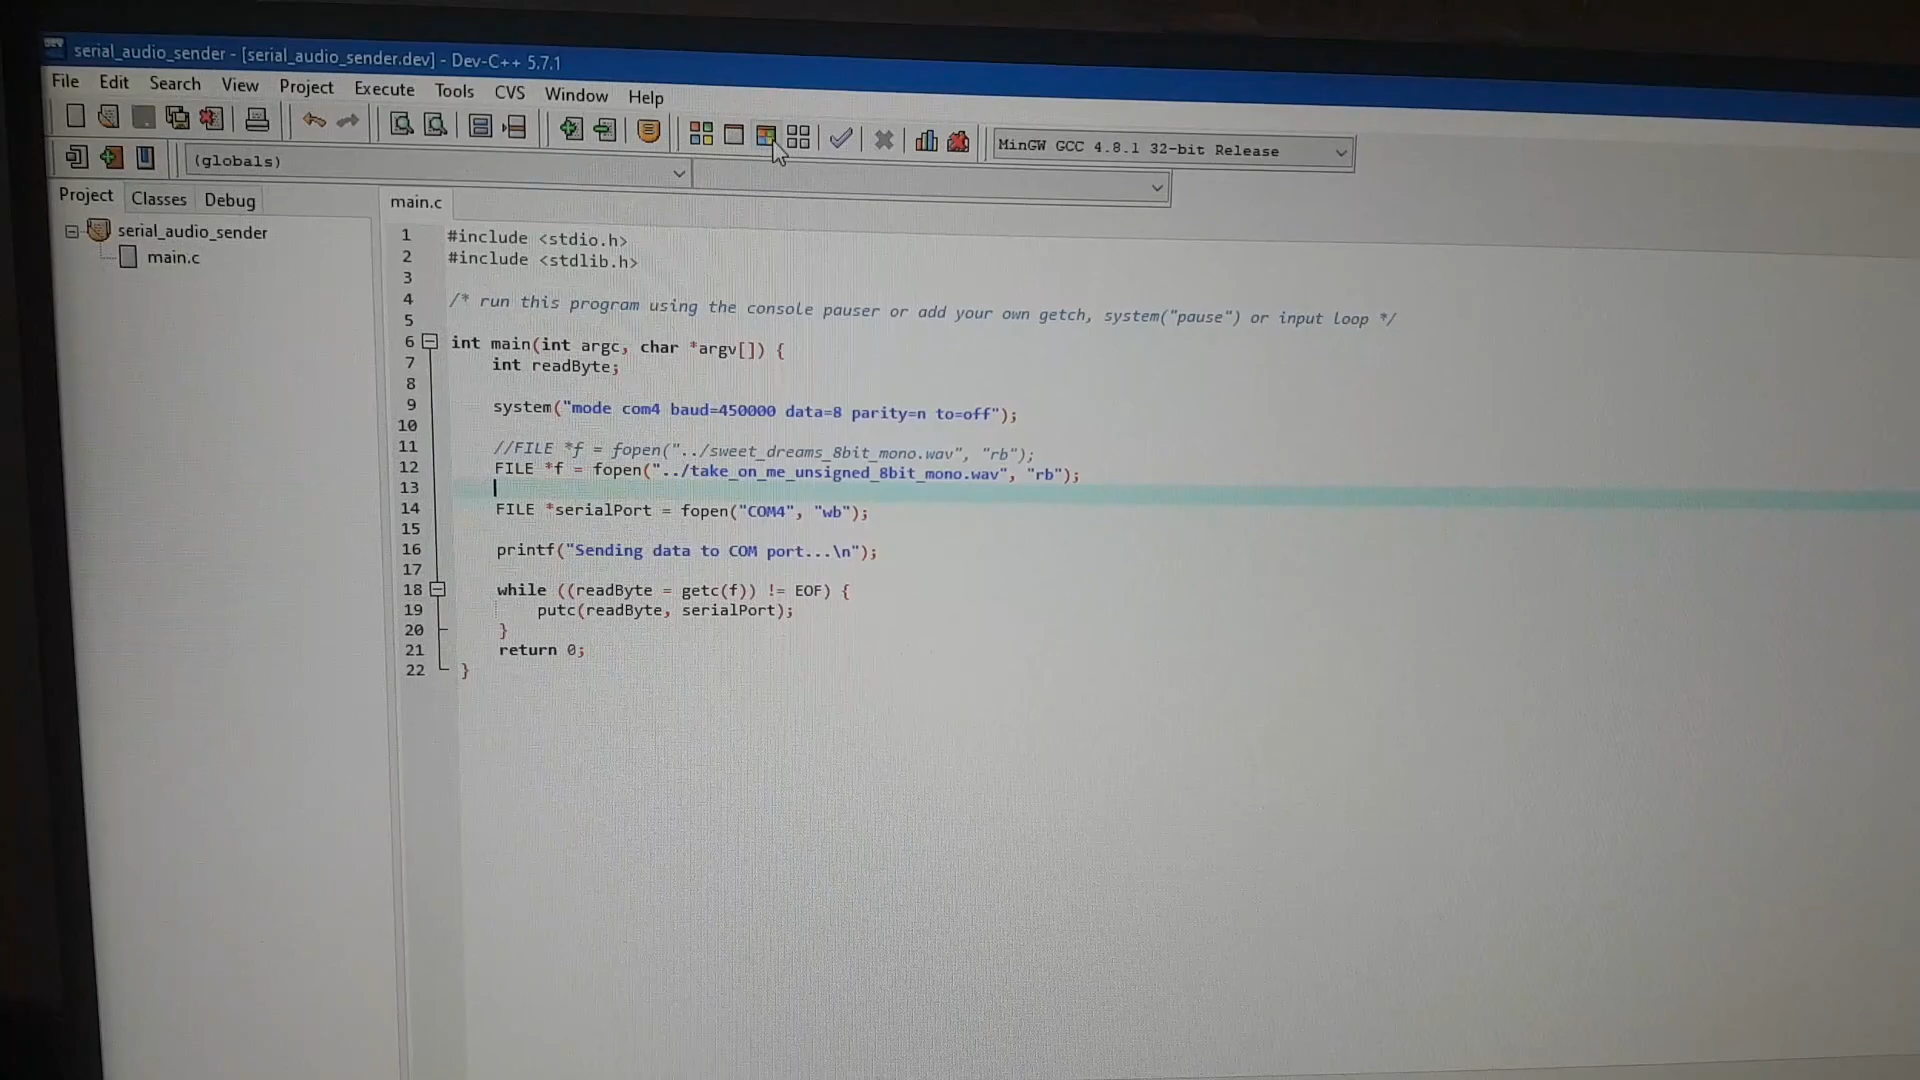 DEV
serial_audio_sender - [serial_audio_sender.dev] - Dev-C++ 5.7.1
File Edit Search View Project Execute Tools CVS Window Help
MinGW GCC 4.8.1 32-bit Release
(globals)
Project Classes Debug
serial_audio_sender
main.c
main.c
1 #include <stdio.h>
2 #include <stdlib.h>
3
4 /* run this program using the console pauser or add your own getch, system("pause") or input loop */
5
6 int main(int argc, char *argv[]) {
7 int readByte;
8
9 system("mode com4 baud=450000 data=8 parity=n to=off");
10
11 //FILE *f = fopen("../sweet_dreams_8bit_mono.wav", "rb");
12 FILE *f = fopen("../take_on_me_unsigned_8bit_mono.wav", "rb");
13
14 FILE *serialPort = fopen("COM4", "wb");
15
16 printf("Sending data to COM port...\n");
17
18 while ((readByte = getc(f)) != EOF) {
19 putc(readByte, serialPort);
20 }
21 return 0;
22 }